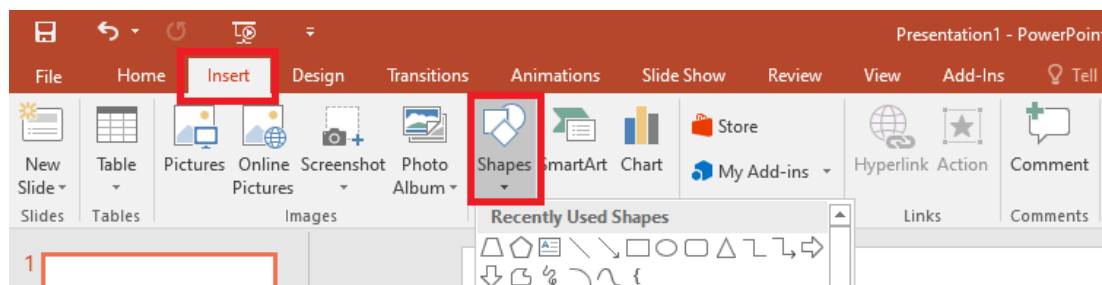 Presentation1 - PowerPoint
File Home Insert Design Transitions Animations Slide Show Review View Add-Ins Tell
New Slide
Table
Pictures
Online Pictures
Screenshot
Photo Album
Shapes
SmartArt
Chart
Store
My Add-ins
Hyperlink
Action
Comment
Slides Tables Images Links Comments
Recently Used Shapes
1